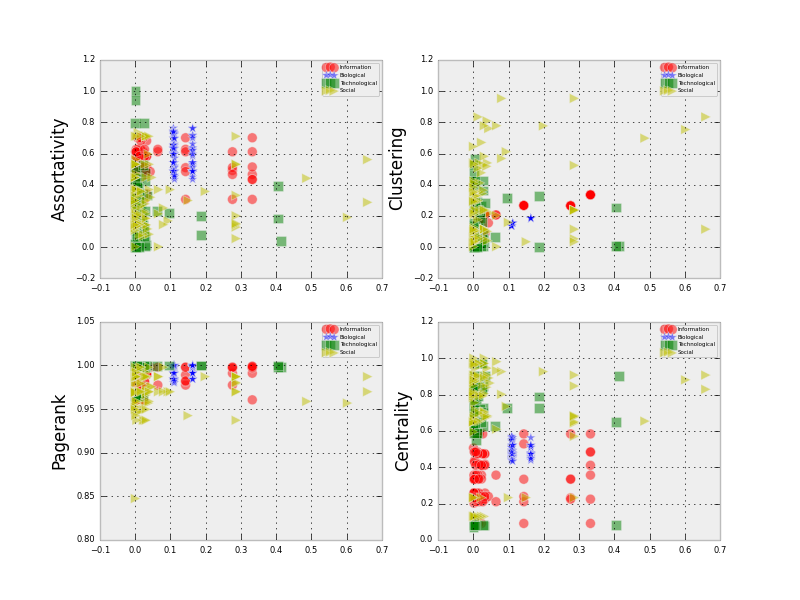 Assortativity
1.2
1.0
0.8
0.6
0.4
0.2
0.0
−0.2
−0.1 0.0 0.1 0.2 0.3 0.4 0.5 0.6 0.7
Information
Biological
Technological
Social
Clustering
1.2
1.0
0.8
0.6
0.4
0.2
0.0
−0.2
−0.1 0.0 0.1 0.2 0.3 0.4 0.5 0.6 0.7
Information
Biological
Technological
Social
Pagerank
1.05
1.00
0.95
0.90
0.85
0.80
−0.1 0.0 0.1 0.2 0.3 0.4 0.5 0.6 0.7
Information
Biological
Technological
Social
Centrality
1.2
1.0
0.8
0.6
0.4
0.2
0.0
−0.1 0.0 0.1 0.2 0.3 0.4 0.5 0.6 0.7
Information
Biological
Technological
Social